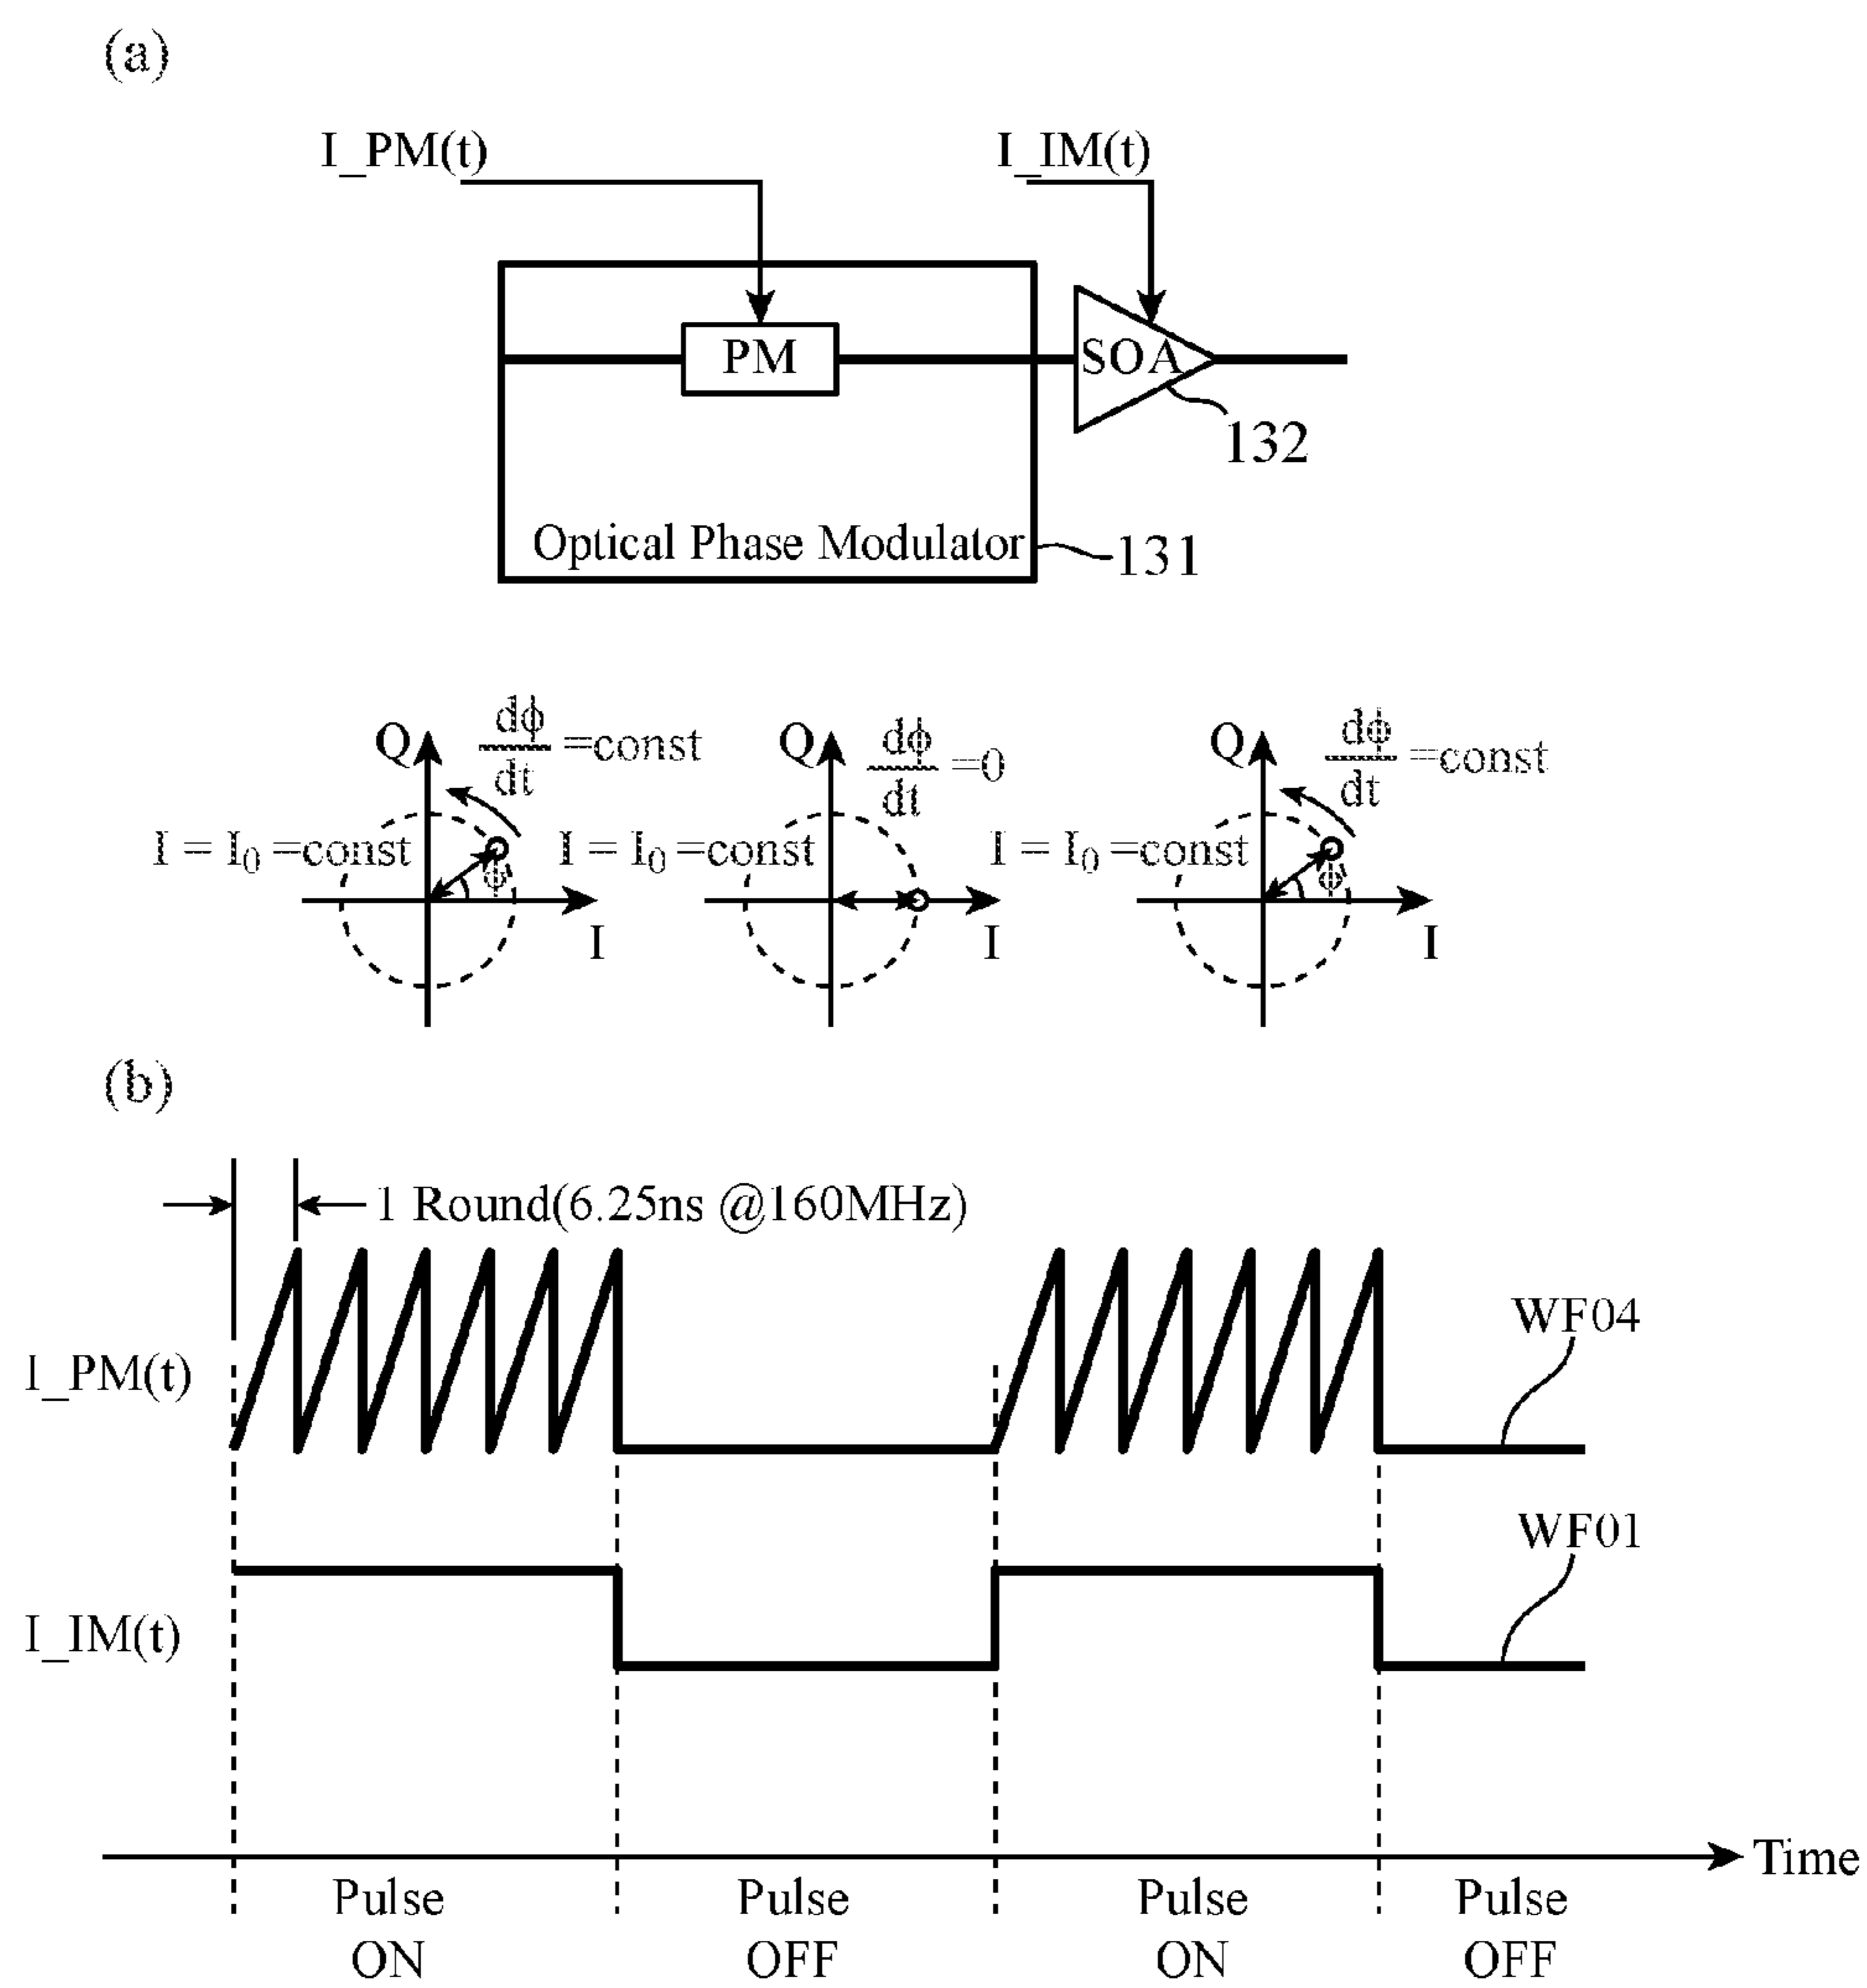 (a)
I_PM(t)
I_IM(t)
PM
SOA
132
Optical Phase Modulator
131
Q dϕ/dt =const
Q dϕ/dt =0
Q dϕ/dt =const
I = I₀ =const
I = I₀ =const
I = I₀ =const
ϕ
ϕ
I
I
I
(b)
1 Round(6.25ns @160MHz)
WF04
I_PM(t)
WF01
I_IM(t)
Time
Pulse ON
Pulse OFF
Pulse ON
Pulse OFF